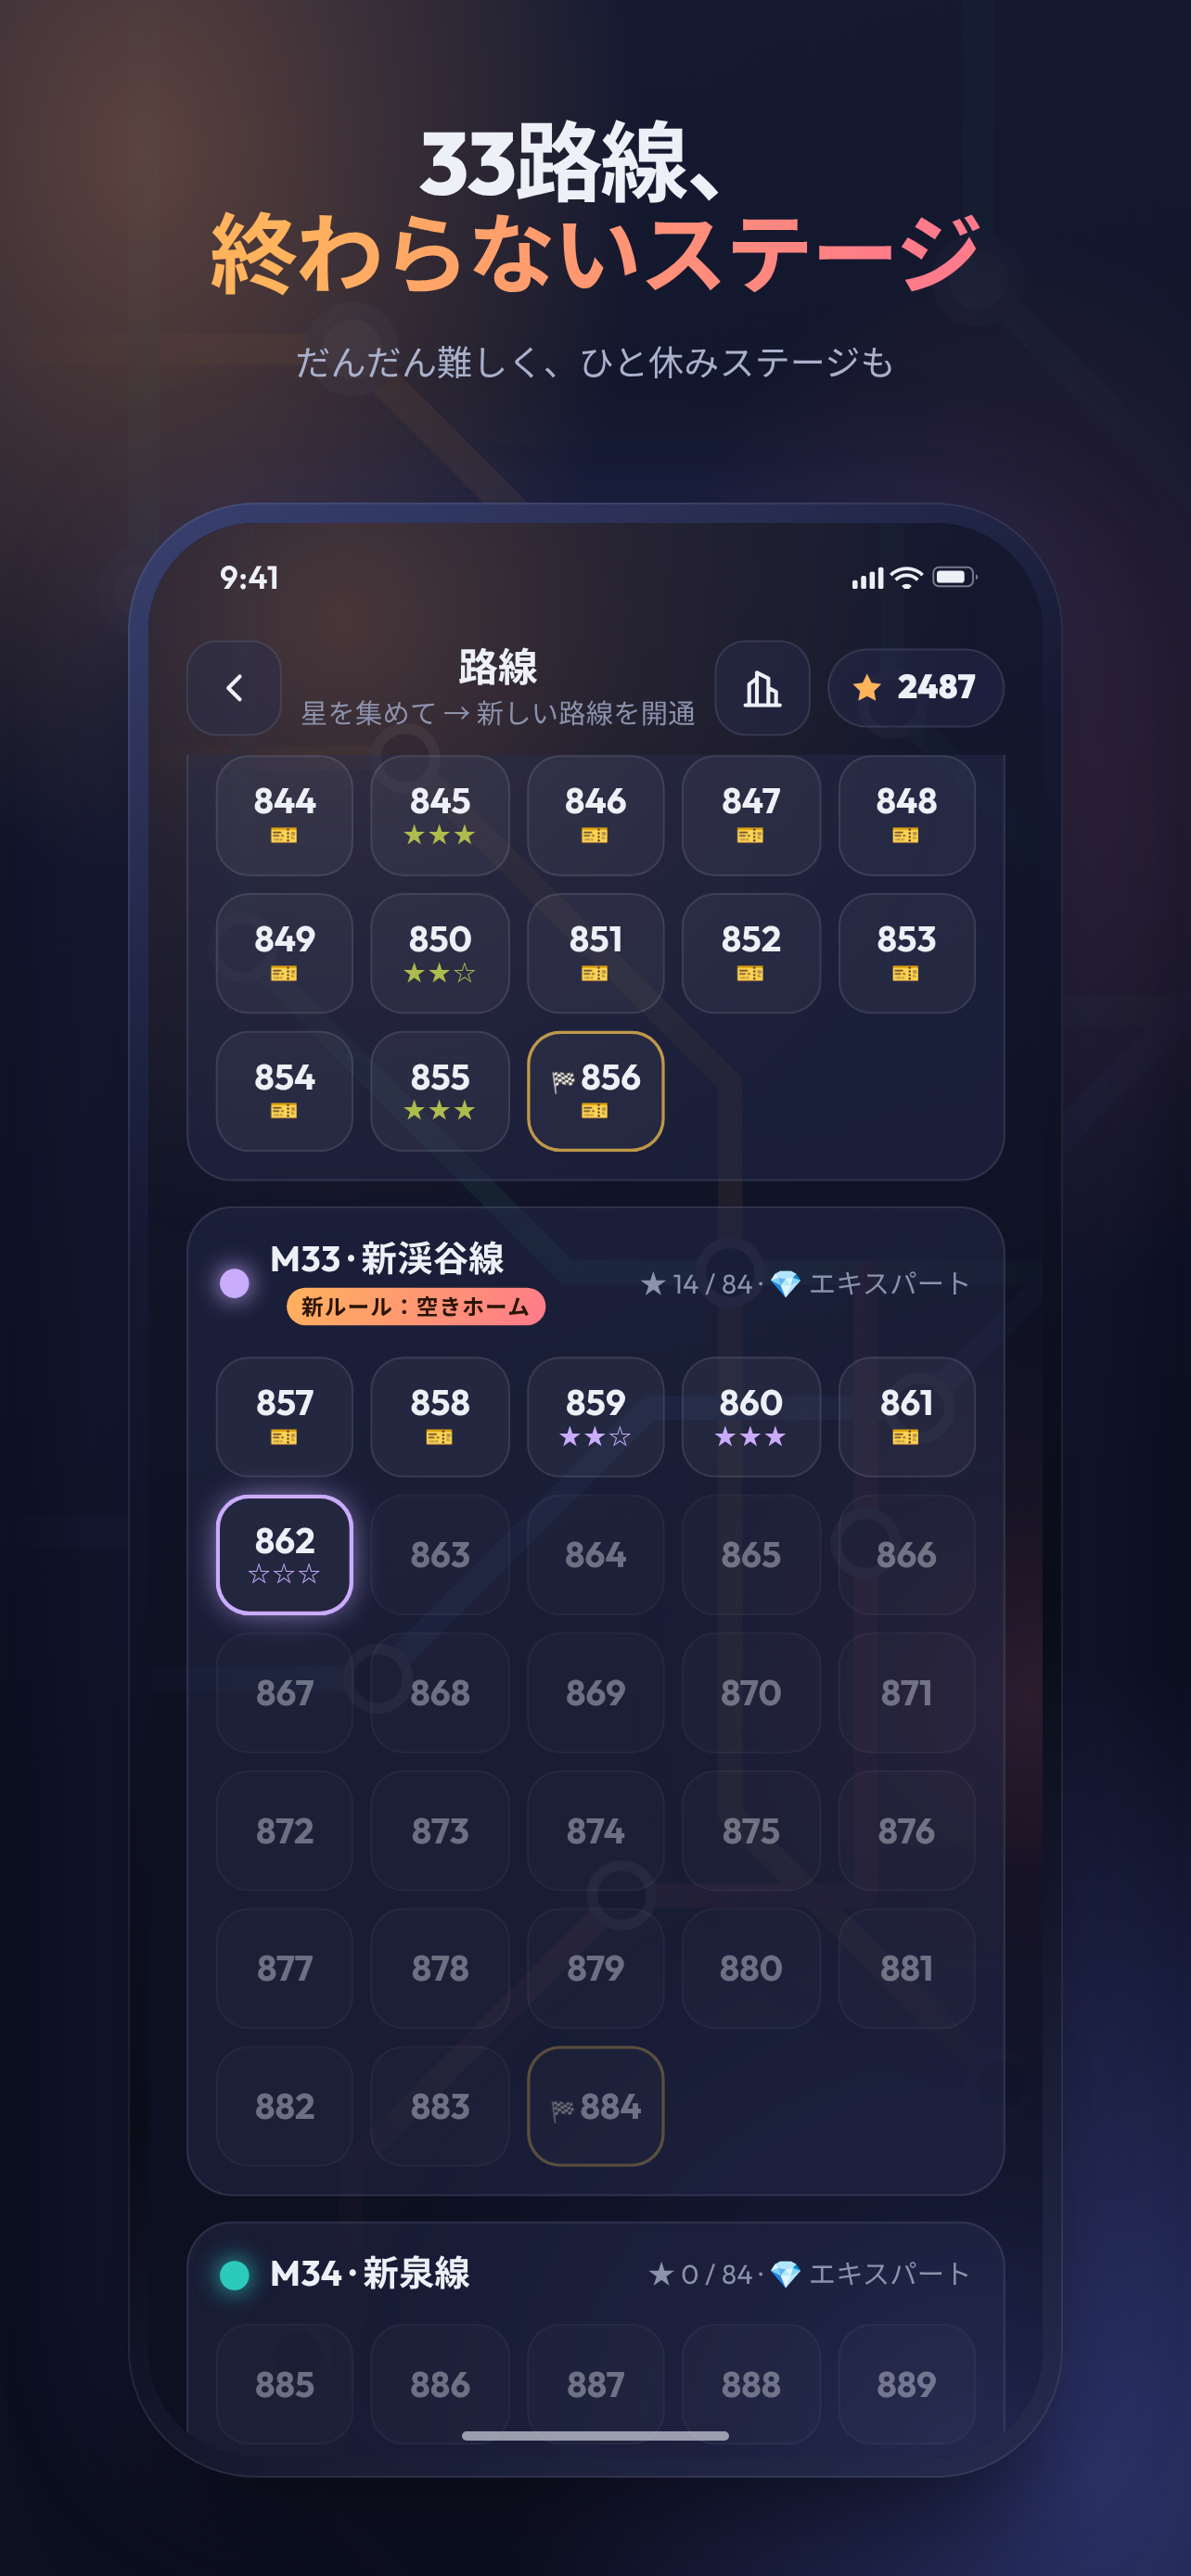 33路線、
終わらないステージ
だんだん難しく、ひと休みステージも
9:41
路線
星を集めて → 新しい路線を開通
★ 2487
844 845 846 847 848
🎫 ★★★ 🎫 🎫 🎫
849 850 851 852 853
🎫 ★★☆ 🎫 🎫 🎫
854 855 🏁856
🎫 ★★★ 🎫
M33·新渓谷線
新ルール：空きホーム
★ 14 / 84·💎 エキスパート
857 858 859 860 861
🎫 🎫 ★★☆ ★★★ 🎫
862 863 864 865 866
☆☆☆
867 868 869 870 871
872 873 874 875 876
877 878 879 880 881
882 883 🏁884
M34·新泉線
★ 0 / 84·💎 エキスパート
885 886 887 888 889